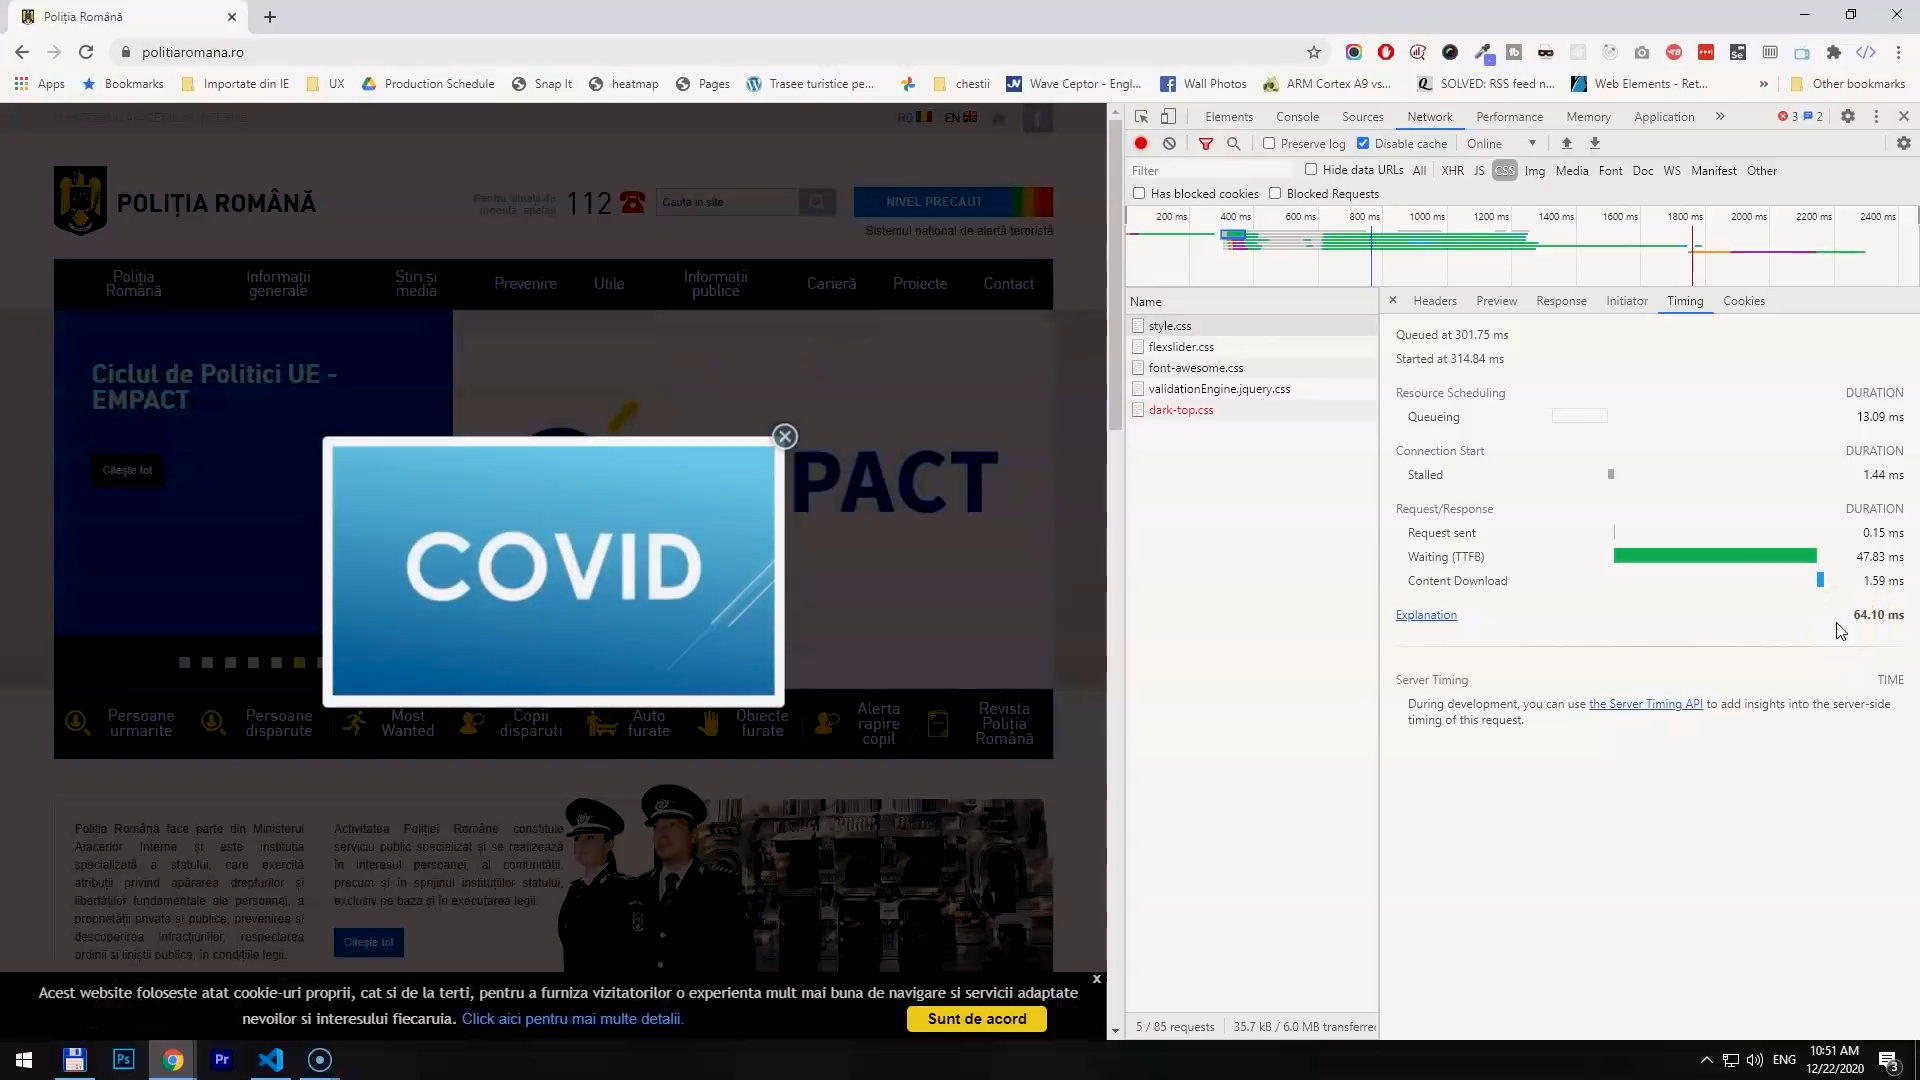 Poliția Română
politiaromana.ro
Apps
Bookmarks
Importate din IE
UX
Production Schedule
Snap It
heatmap
Pages
Trasee turistice pe...
chestii
Wave Ceptor - Engl...
Wall Photos
ARM Cortex A9 vs...
SOLVED: RSS feed n...
Web Elements - Ret...
»
Other bookmarks
RO
EN
POLIȚIA ROMÂNĂ
112
Cauta in site
NIVEL PRECAUT
Sistemul național de alertă teroristă
Poliția Română
Informații generale
Știri și media
Prevenire
Utile
Informații publice
Carieră
Proiecte
Contact
Ciclul de Politici UE -
EMPACT
Citește tot
PACT
COVID
Persoane urmarite
Persoane disparute
Most Wanted
Copii disparuti
Auto furate
Obiecte furate
Alerta rapire copil
Revista Poliția Română
Poliția Română face parte din Ministerul
Afacerilor Interne și este instituția
specializată a statului, care exercită
atribuții privind apărarea drepturilor și
libertăților fundamentale ale persoanei, a
proprietății private și publice, prevenirea și
descoperirea infracțiunilor, respectarea
ordinii și liniștii publice, în condițiile legii.
Activitatea Poliției Române constituie
serviciu public specializat și se realizează
în interesul persoanei, al comunității,
precum și în sprijinul instituțiilor statului,
exclusiv pe baza și în executarea legii.
Citește tot
x
Acest website foloseste atat cookie-uri proprii, cat si de la terti, pentru a furniza vizitatorilor o experienta mult mai buna de navigare si servicii adaptate
nevoilor si interesului fiecaruia. Click aici pentru mai multe detalii.
Sunt de acord
Elements
Console
Sources
Network
Performance
Memory
Application
»
3
2
Preserve log
Disable cache
Online
Filter
Hide data URLs
All
XHR
JS
CSS
Img
Media
Font
Doc
WS
Manifest
Other
Has blocked cookies
Blocked Requests
200 ms
400 ms
600 ms
800 ms
1000 ms
1200 ms
1400 ms
1600 ms
1800 ms
2000 ms
2200 ms
2400 ms
Name
style.css
flexslider.css
font-awesome.css
validationEngine.jquery.css
dark-top.css
Headers
Preview
Response
Initiator
Timing
Cookies
Queued at 301.75 ms
Started at 314.84 ms
Resource Scheduling DURATION
Queueing 13.09 ms
Connection Start DURATION
Stalled 1.44 ms
Request/Response DURATION
Request sent 0.15 ms
Waiting (TTFB) 47.83 ms
Content Download 1.59 ms
Explanation 64.10 ms
Server Timing TIME
During development, you can use the Server Timing API to add insights into the server-side
timing of this request.
5 / 85 requests
35.7 kB / 6.0 MB transferre
Ps
Pr
ENG
10:51 AM
12/22/2020
3